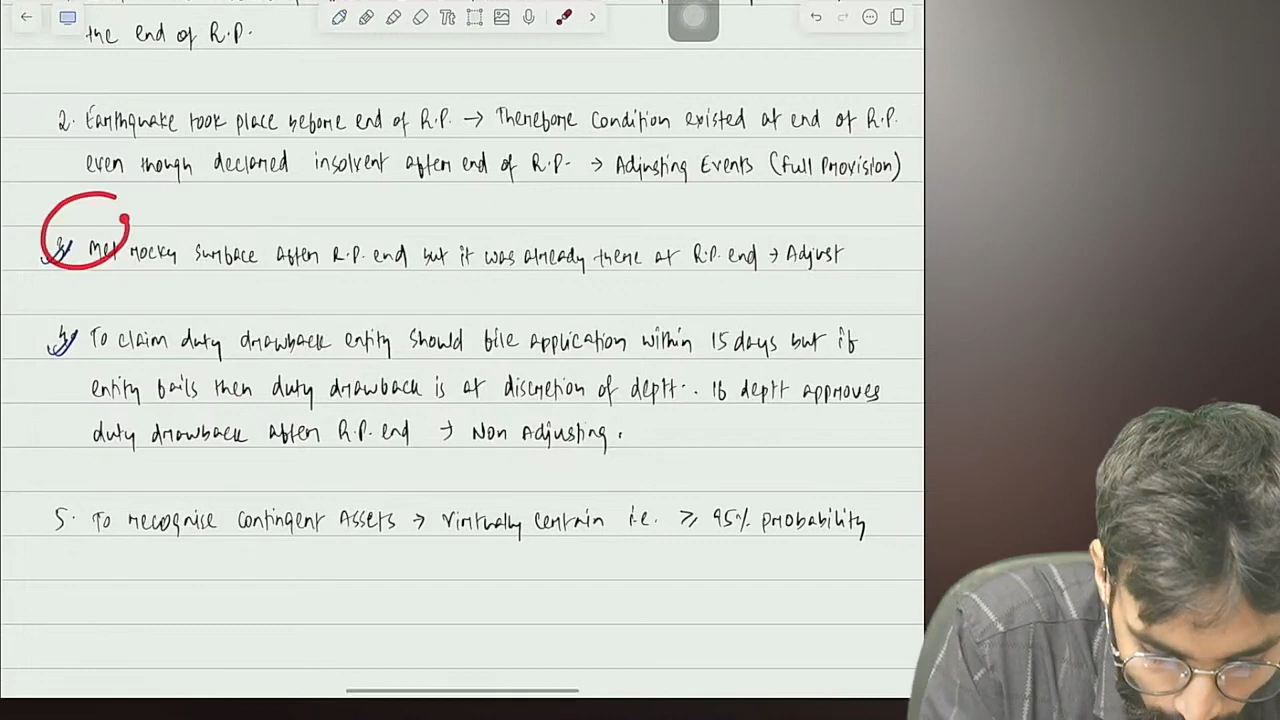 the end of R.P.
2. Earthquake took place before end of R.P. → Therefore Condition existed at end of R.P.
even though declared insolvent after end of R.P. → Adjusting Events (Full Provision)
3. Met rocky surface after R.P. end but it was already there at R.P. end → Adjust
4. To claim duty drawback entity should file application within 15 days but if
entity fails then duty drawback is at discretion of deptt. If deptt approves
duty drawback after R.P. end → Non Adjusting.
5. To recognise Contingent Assets → Virtually Certain i.e. ≥ 95% probability